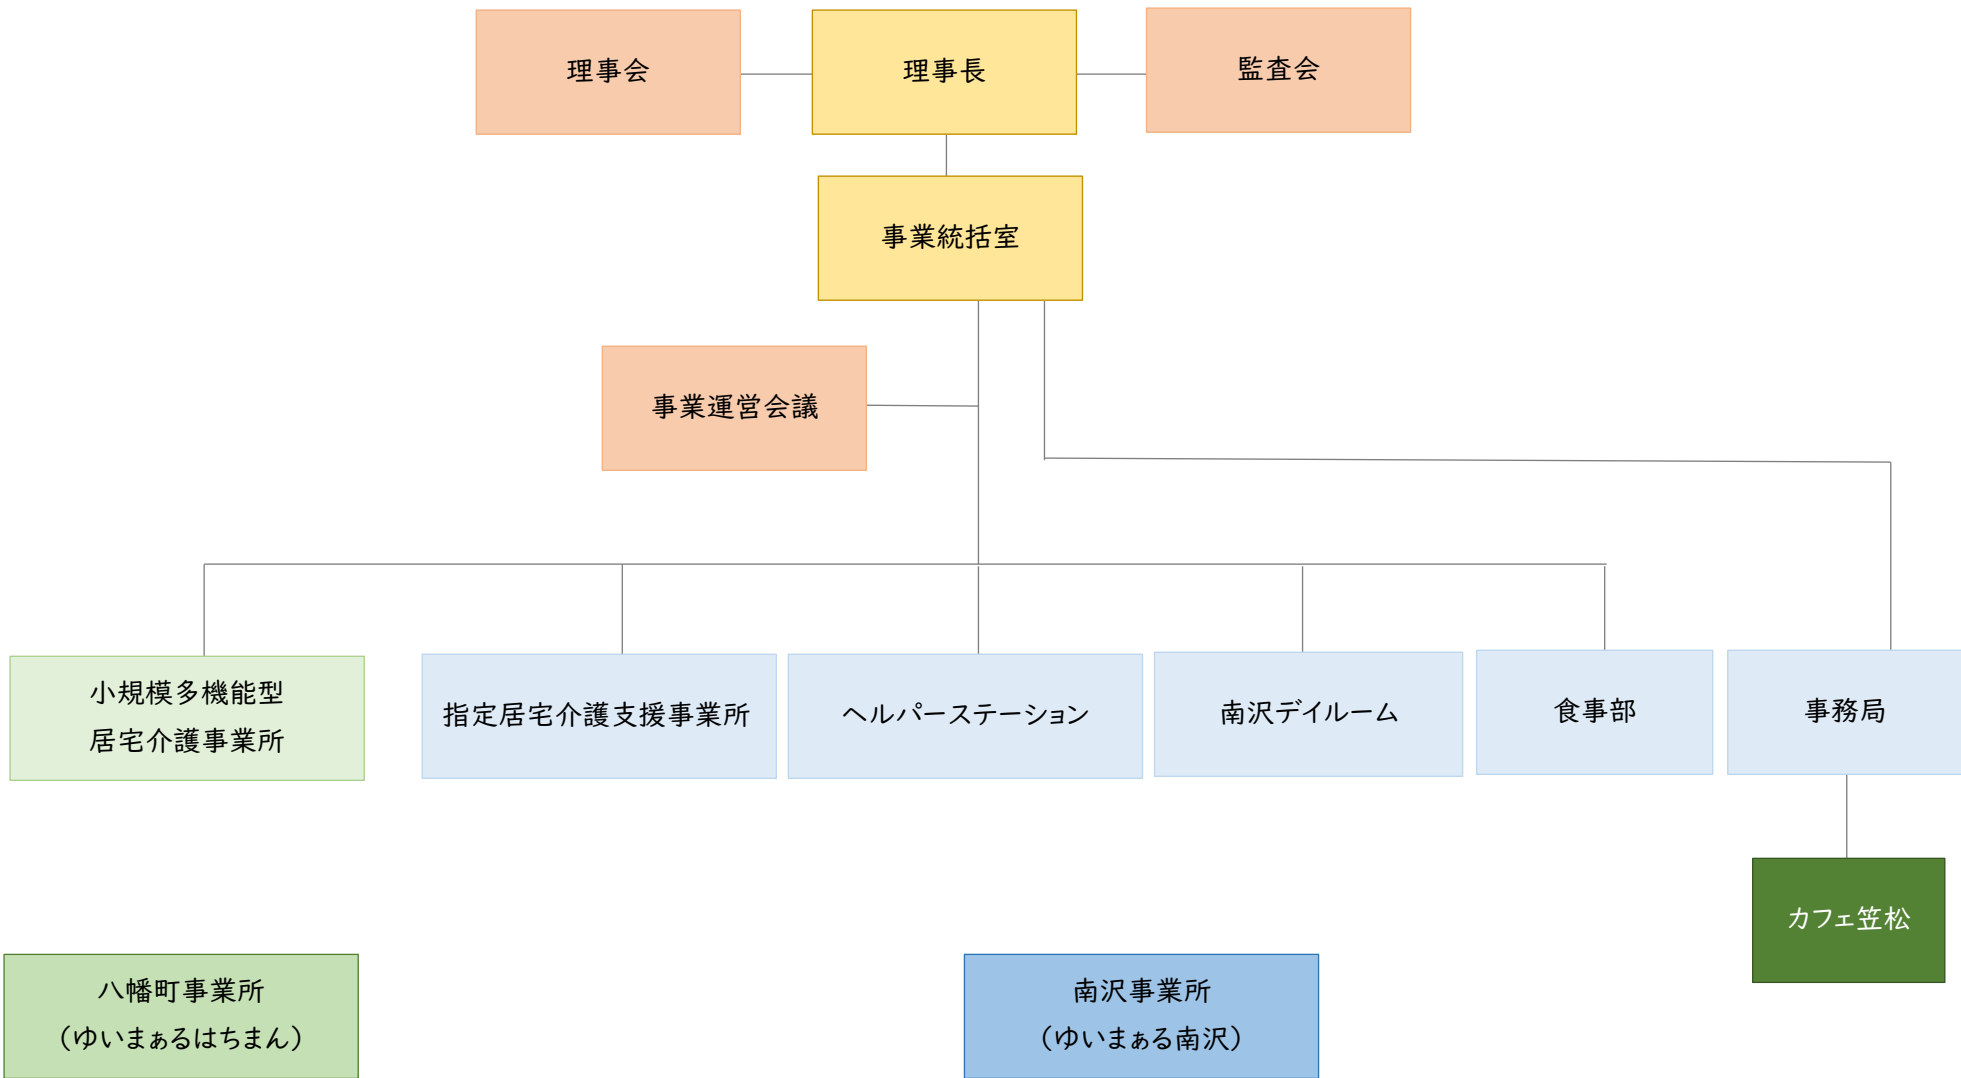 理事会
理事長
監査会
事業統括室
事業運営会議
小規模多機能型
居宅介護事業所
指定居宅介護支援事業所
ヘルパーステーション
南沢デイルーム
食事部
事務局
カフェ笠松
八幡町事業所
（ゆいまぁるはちまん）
南沢事業所
（ゆいまぁる南沢）